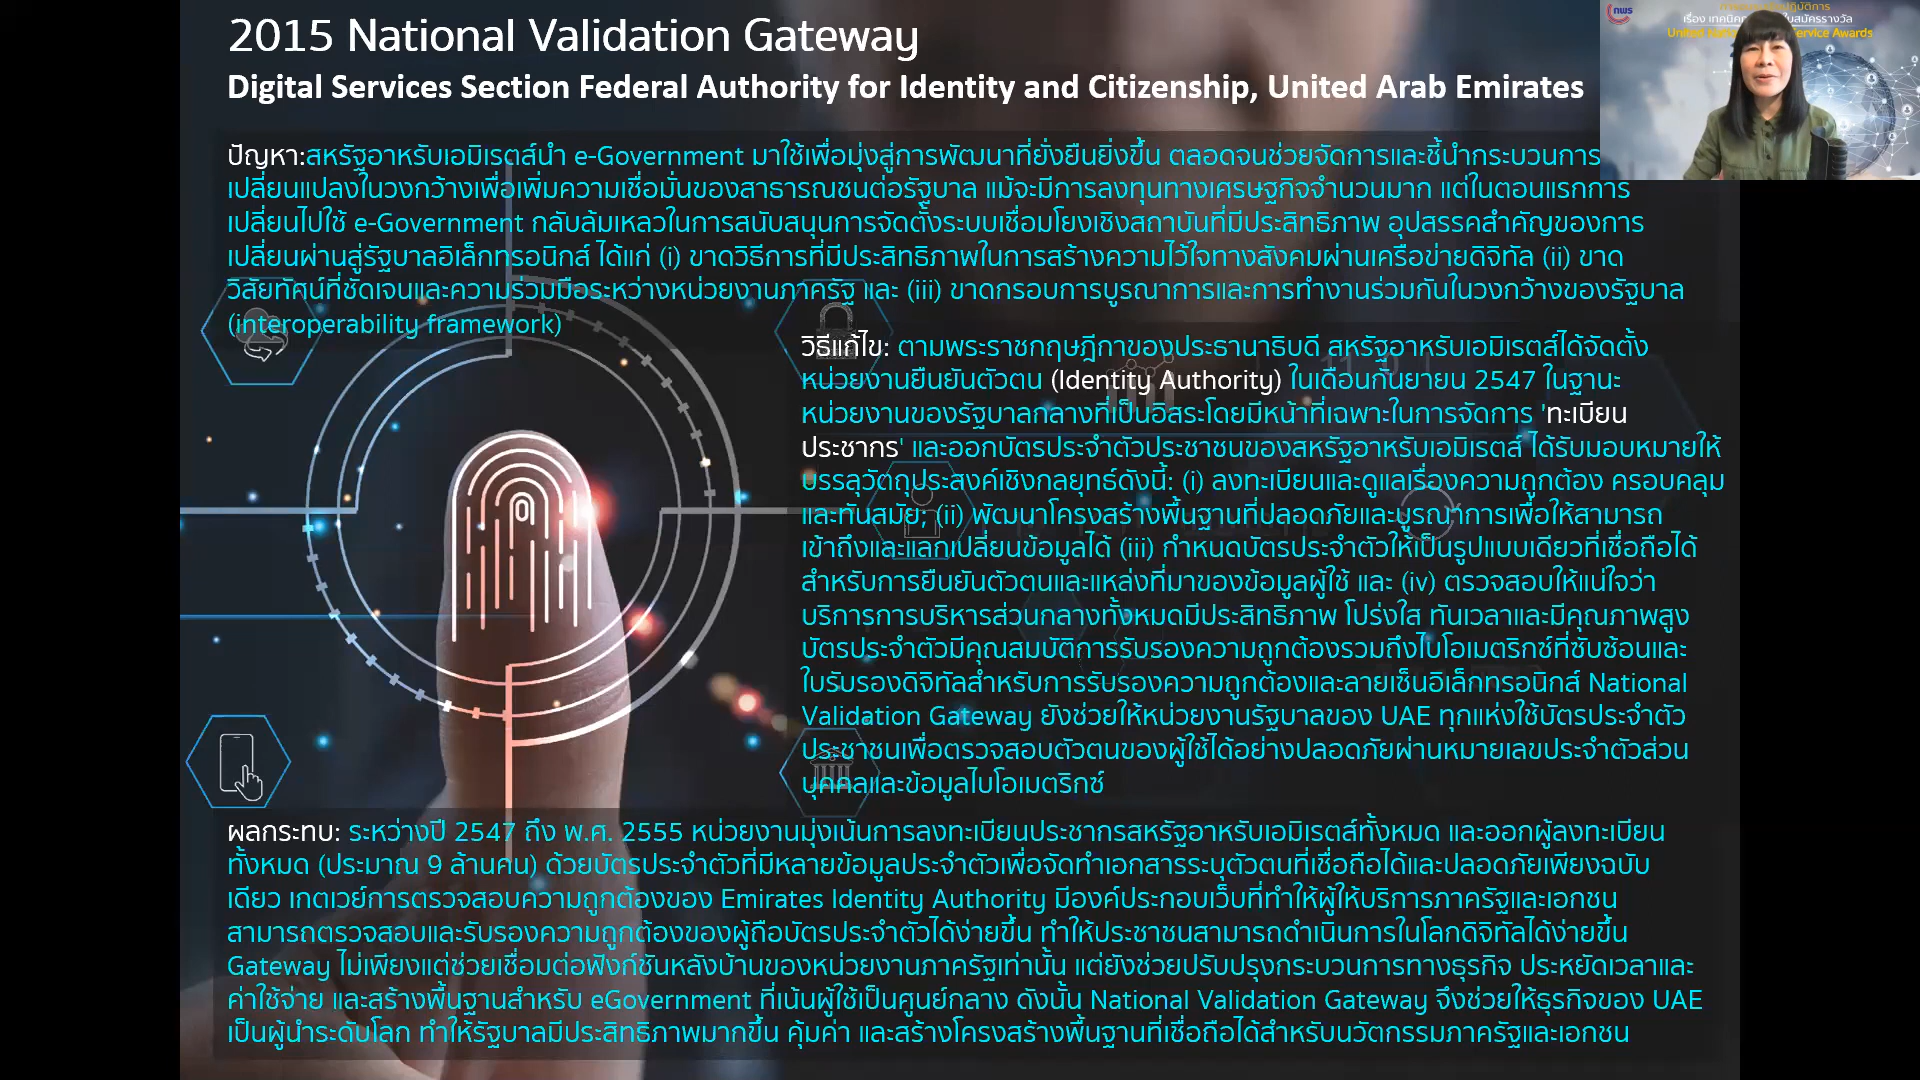 2015 National Validation Gateway
Digital Services Section Federal Authority for Identity and Citizenship, United Arab Emirates
กพร
เรื่อง เทคนิค
ใบสมัครรางวัล
United
Service Awards
ปัญหา:สหรัฐอาหรับเอมิเรตส์นำ e-Government มาใช้เพื่อมุ่งสู่การพัฒนาที่ยั่งยืนยิ่งขึ้น ตลอดจนช่วยจัดการและชี้นำกระบวนการ
เปลี่ยนแปลงในวงกว้างเพื่อเพิ่มความเชื่อมั่นของสาธารณชนต่อรัฐบาล แม้จะมีการลงทุนทางเศรษฐกิจจำนวนมาก แต่ในตอนแรกการ
เปลี่ยนไปใช้ e-Government กลับล้มเหลวในการสนับสนุนการจัดตั้งระบบเชื่อมโยงเชิงสถาบันที่มีประสิทธิภาพ อุปสรรคสำคัญของการ
เปลี่ยนผ่านสู่รัฐบาลอิเล็กทรอนิกส์ ได้แก่ (i) ขาดวิธีการที่มีประสิทธิภาพในการสร้างความไว้ใจทางสังคมผ่านเครือข่ายดิจิทัล (ii) ขาด
วิสัยทัศน์ที่ชัดเจนและความร่วมมือระหว่างหน่วยงานภาครัฐ และ (iii) ขาดกรอบการบูรณาการและการทำงานร่วมกันในวงกว้างของรัฐบาล
(interoperability framework)
วิธีแก้ไข: ตามพระราชกฤษฎีกาของประธานาธิบดี สหรัฐอาหรับเอมิเรตส์ได้จัดตั้ง
หน่วยงานยืนยันตัวตน (Identity Authority) ในเดือนกันยายน 2547 ในฐานะ
หน่วยงานของรัฐบาลกลางที่เป็นอิสระโดยมีหน้าที่เฉพาะในการจัดการ 'ทะเบียน
ประชากร' และออกบัตรประจำตัวประชาชนของสหรัฐอาหรับเอมิเรตส์ ได้รับมอบหมายให้
บรรลุวัตถุประสงค์เชิงกลยุทธ์ดังนี้: (i) ลงทะเบียนและดูแลเรื่องความถูกต้อง ครอบคลุม
และทันสมัย; (ii) พัฒนาโครงสร้างพื้นฐานที่ปลอดภัยและบูรณาการเพื่อให้สามารถ
เข้าถึงและแลกเปลี่ยนข้อมูลได้ (iii) กำหนดบัตรประจำตัวให้เป็นรูปแบบเดียวที่เชื่อถือได้
สำหรับการยืนยันตัวตนและแหล่งที่มาของข้อมูลผู้ใช้ และ (iv) ตรวจสอบให้แน่ใจว่า
บริการการบริหารส่วนกลางทั้งหมดมีประสิทธิภาพ โปร่งใส ทันเวลาและมีคุณภาพสูง
บัตรประจำตัวมีคุณสมบัติการรับรองความถูกต้องรวมถึงไบโอเมตริกซ์ที่ซับซ้อนและ
ใบรับรองดิจิทัลสำหรับการรับรองความถูกต้องและลายเซ็นอิเล็กทรอนิกส์ National
Validation Gateway ยังช่วยให้หน่วยงานรัฐบาลของ UAE ทุกแห่งใช้บัตรประจำตัว
ประชาชนเพื่อตรวจสอบตัวตนของผู้ใช้ได้อย่างปลอดภัยผ่านหมายเลขประจำตัวส่วน
บุคคลและข้อมูลไบโอเมตริกซ์
ผลกระทบ: ระหว่างปี 2547 ถึง พ.ศ. 2555 หน่วยงานมุ่งเน้นการลงทะเบียนประชากรสหรัฐอาหรับเอมิเรตส์ทั้งหมด และออกผู้ลงทะเบียน
ทั้งหมด (ประมาณ 9 ล้านคน) ด้วยบัตรประจำตัวที่มีหลายข้อมูลประจำตัวเพื่อจัดทำเอกสารระบุตัวตนที่เชื่อถือได้และปลอดภัยเพียงฉบับ
เดียว เกตเวย์การตรวจสอบความถูกต้องของ Emirates Identity Authority มีองค์ประกอบเว็บที่ทำให้ผู้ให้บริการภาครัฐและเอกชน
สามารถตรวจสอบและรับรองความถูกต้องของผู้ถือบัตรประจำตัวได้ง่ายขึ้น ทำให้ประชาชนสามารถดำเนินการในโลกดิจิทัลได้ง่ายขึ้น
Gateway ไม่เพียงแต่ช่วยเชื่อมต่อฟังก์ชันหลังบ้านของหน่วยงานภาครัฐเท่านั้น แต่ยังช่วยปรับปรุงกระบวนการทางธุรกิจ ประหยัดเวลาและ
ค่าใช้จ่าย และสร้างพื้นฐานสำหรับ eGovernment ที่เน้นผู้ใช้เป็นศูนย์กลาง ดังนั้น National Validation Gateway จึงช่วยให้ธุรกิจของ UAE
เป็นผู้นำระดับโลก ทำให้รัฐบาลมีประสิทธิภาพมากขึ้น คุ้มค่า และสร้างโครงสร้างพื้นฐานที่เชื่อถือได้สำหรับนวัตกรรมภาครัฐและเอกชน